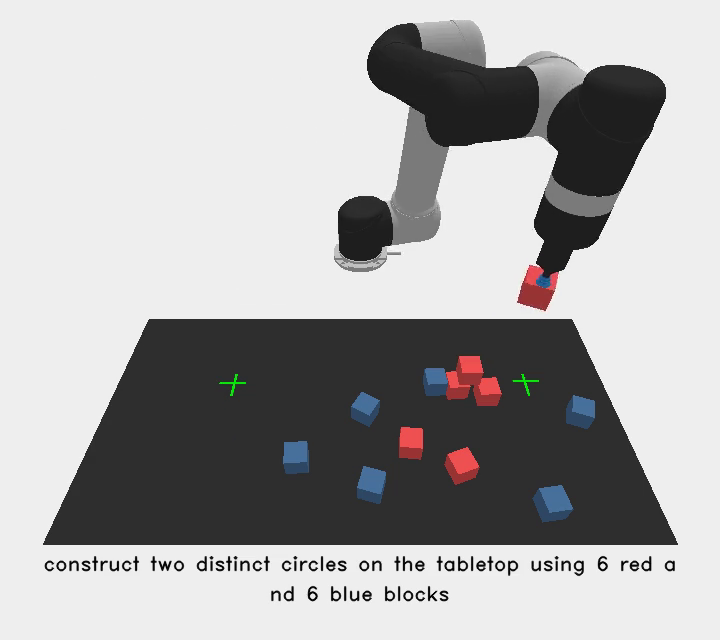 construct two distinct circles on the tabletop using 6 red a
nd 6 blue blocks